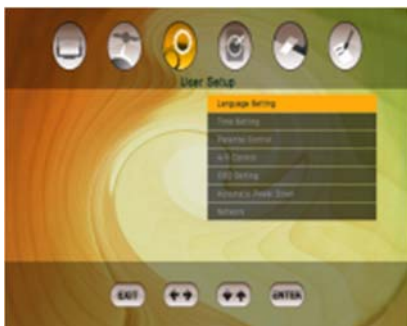 User Setup
Language Setting
Time Setting
Parental Control
A/V Control
OSD Setting
Automatic Power Down
Network
EXIT
ENTER